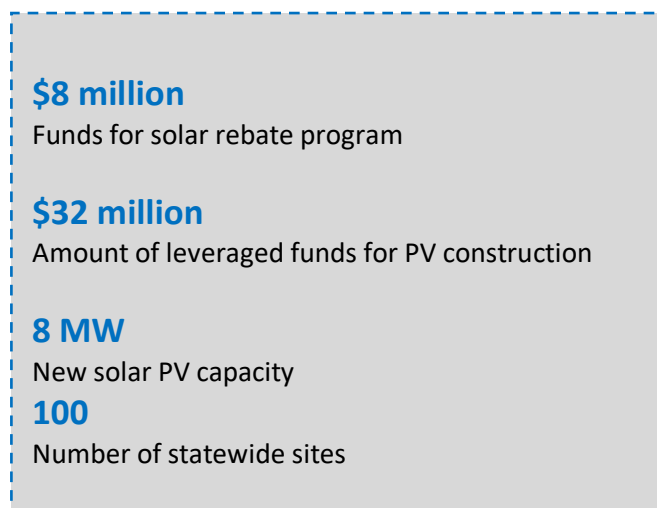 $8 million
Funds for solar rebate program
$32 million
Amount of leveraged funds for PV construction
8 MW
New solar PV capacity
100
Number of statewide sites